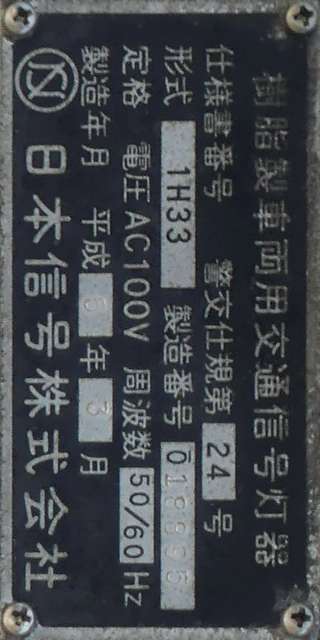 樹脂製車両用交通信号灯器
仕様書番号 警交仕規第 24 号
形式 1H33 製造番号
定格 電圧 AC100V 周波数 50/60 Hz
製造年月 平成 6 年 3 月
日本信号株式会社